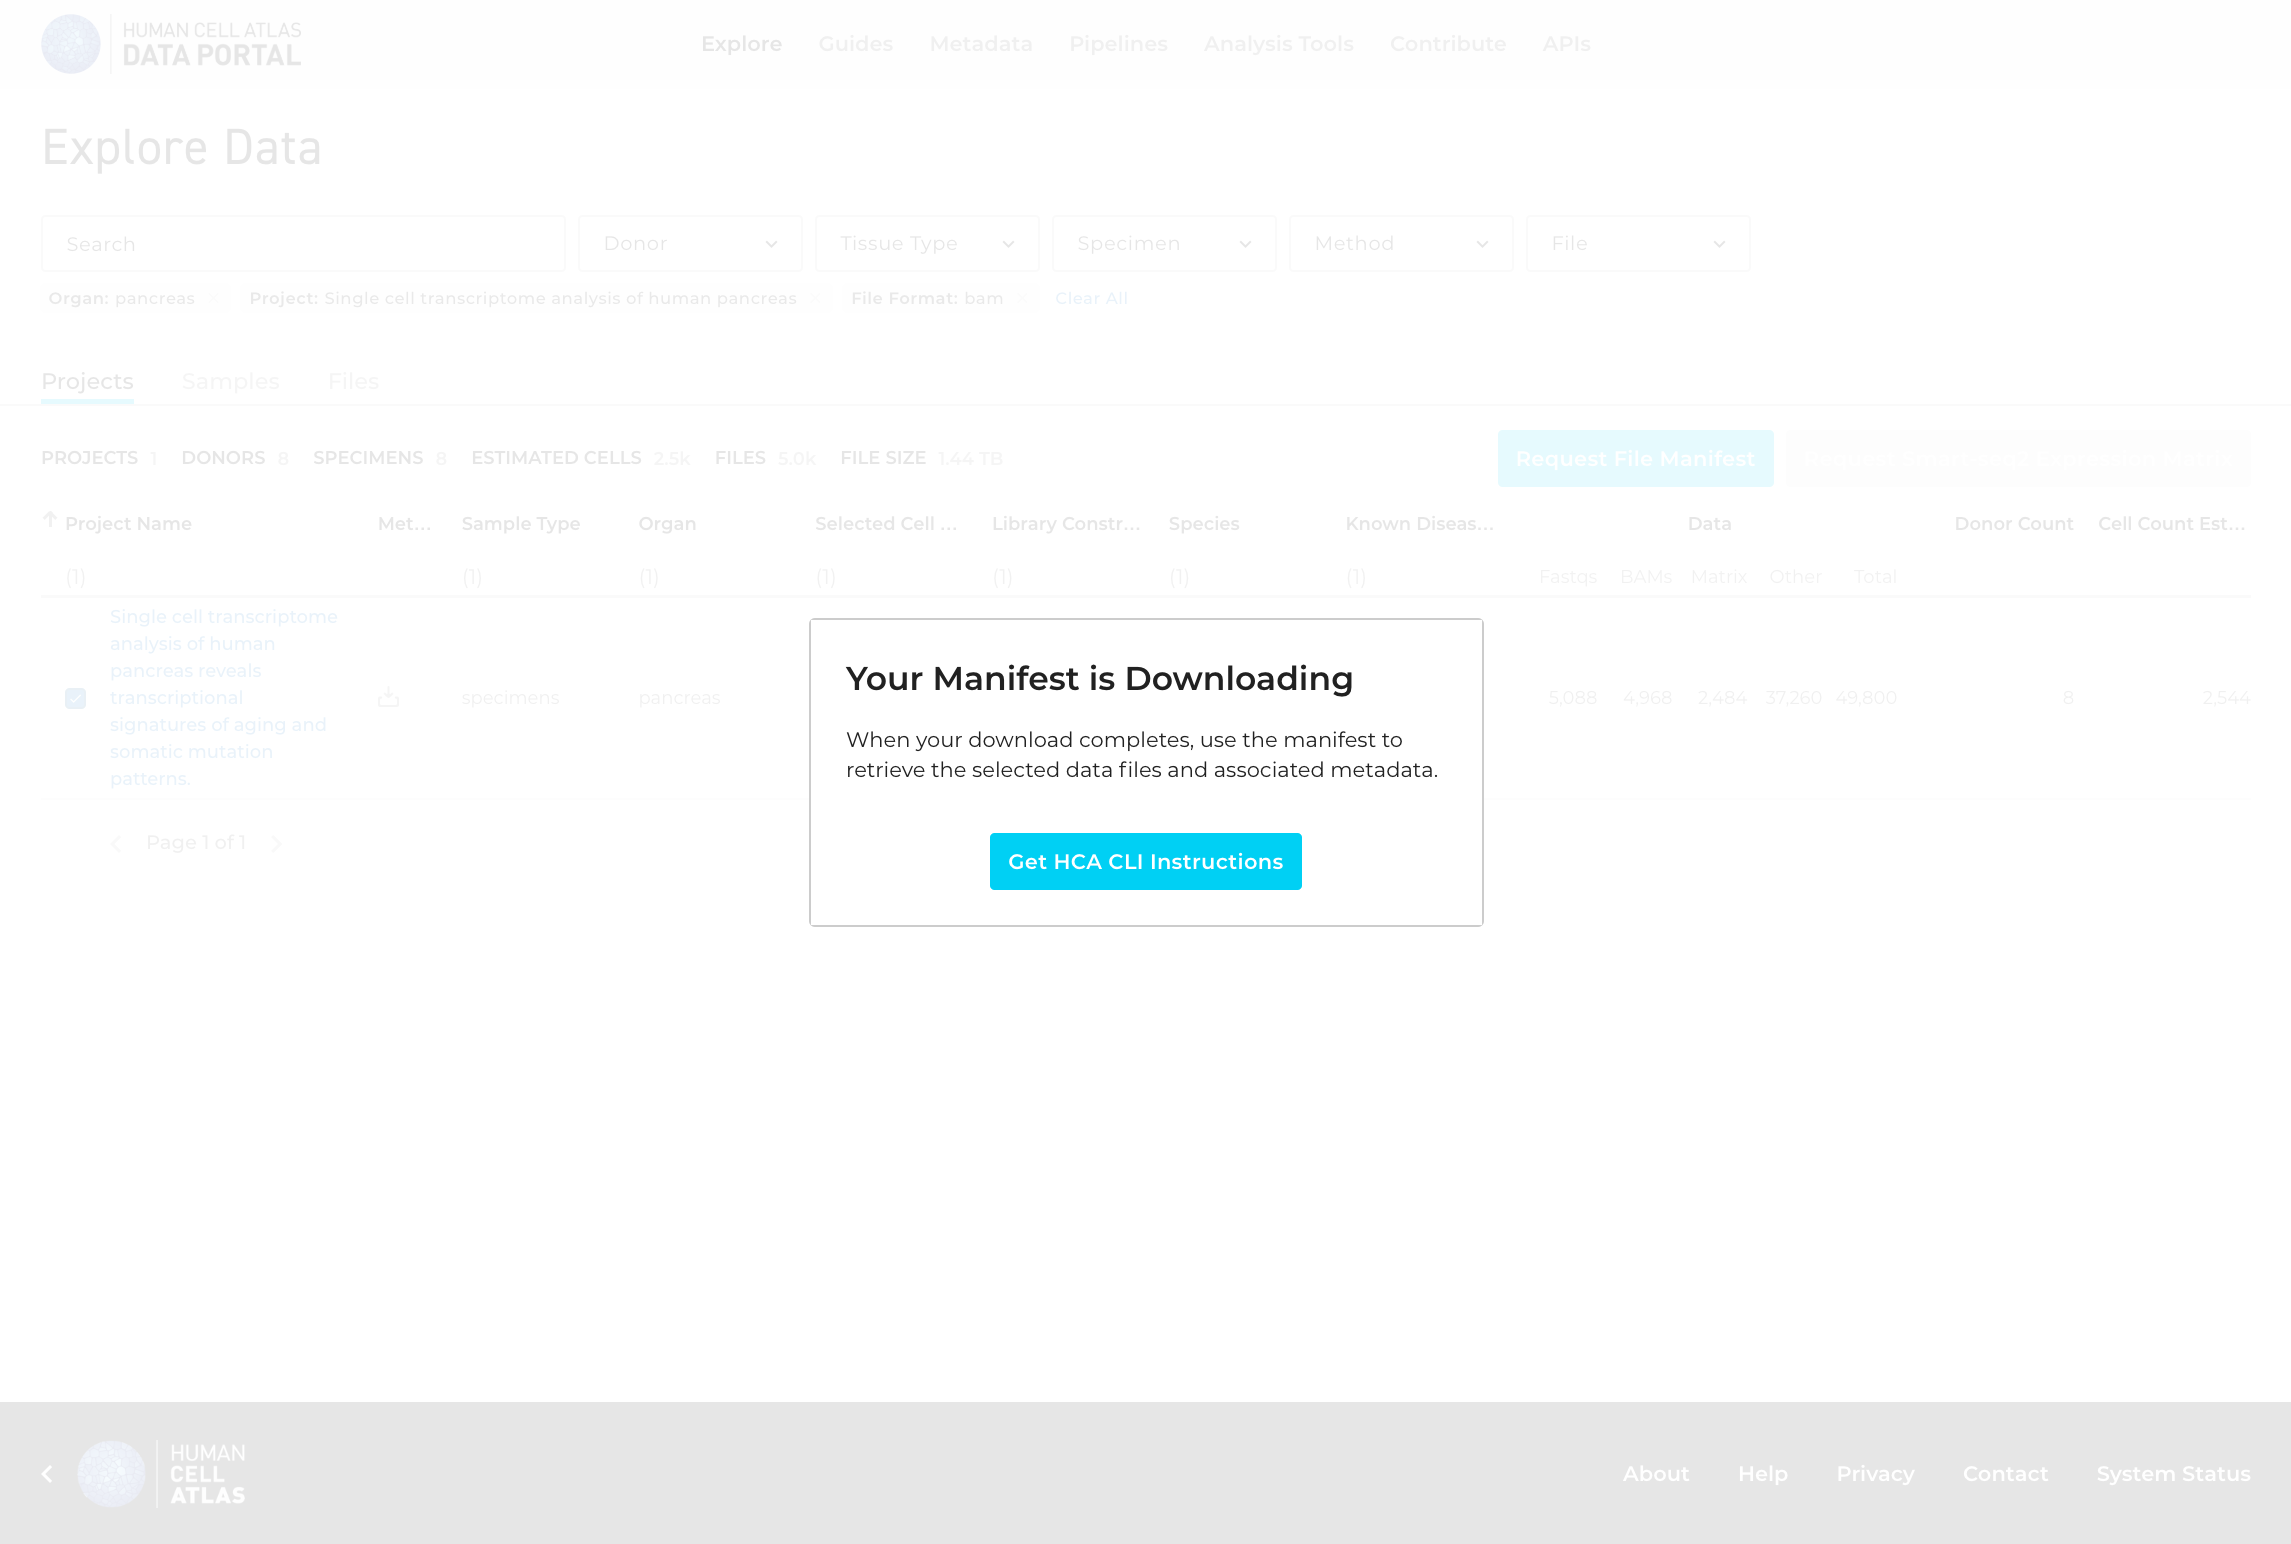 HUMAN CELL ATLAS
DATA PORTAL
Explore Guides Metadata Pipelines Analysis Tools Contribute APIs
Explore Data
Search Donor Tissue Type Specimen Method File
Organ: pancreas Project: Single cell transcriptome analysis of human pancreas File Format: bam Clear All
Projects Samples Files
PROJECTS 1 DONORS 8 SPECIMENS 8 ESTIMATED CELLS 2.5k FILES 5.0k FILE SIZE 1.44 TB Request File Manifest
Project Name Met... Sample Type Organ Selected Cell ... Library Constr... Species Known Diseas... Data Donor Count Cell Count Est...
(1) (1) (1) (1) (1) (1) (1) Fastqs BAMs Matrix Other Total
Single cell transcriptome
analysis of human
pancreas reveals
transcriptional
signatures of aging and
somatic mutation
patterns.
specimens pancreas 5,088 4,968 2,484 37,260 49,800 8 2,544
Your Manifest is Downloading
When your download completes, use the manifest to
retrieve the selected data files and associated metadata.
Get HCA CLI Instructions
Page 1 of 1
HUMAN
CELL
ATLAS
About Help Privacy Contact System Status